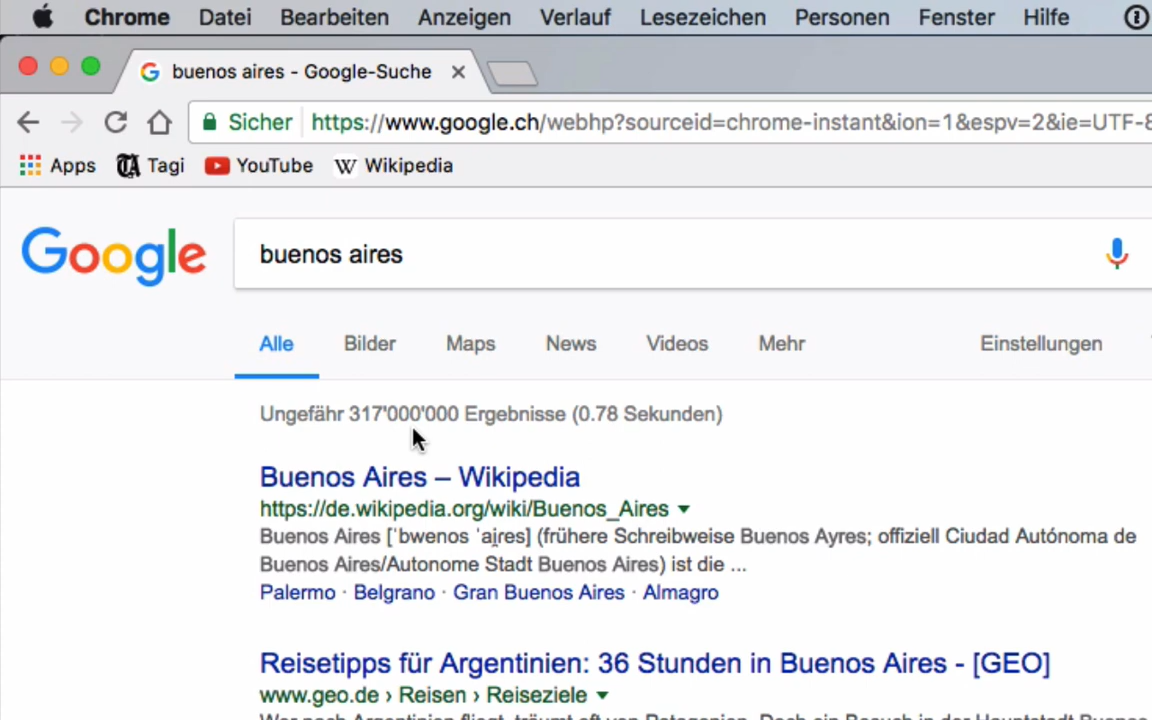 Chrome Datei Bearbeiten Anzeigen Verlauf Lesezeichen Personen Fenster Hilfe
buenos aires - Google-Suche
Sicher https://www.google.ch/webhp?sourceid=chrome-instant&ion=1&espv=2&ie=UTF-8
Apps Tagi YouTube W Wikipedia
Google buenos aires
Alle Bilder Maps News Videos Mehr Einstellungen
Ungefähr 317'000'000 Ergebnisse (0.78 Sekunden)
Buenos Aires – Wikipedia
https://de.wikipedia.org/wiki/Buenos_Aires
Buenos Aires [ˈbwenos ˈai̯ɾes] (frühere Schreibweise Buenos Ayres; offiziell Ciudad Autónoma de
Buenos Aires/Autonome Stadt Buenos Aires) ist die ...
Palermo · Belgrano · Gran Buenos Aires · Almagro
Reisetipps für Argentinien: 36 Stunden in Buenos Aires - [GEO]
www.geo.de › Reisen › Reiseziele